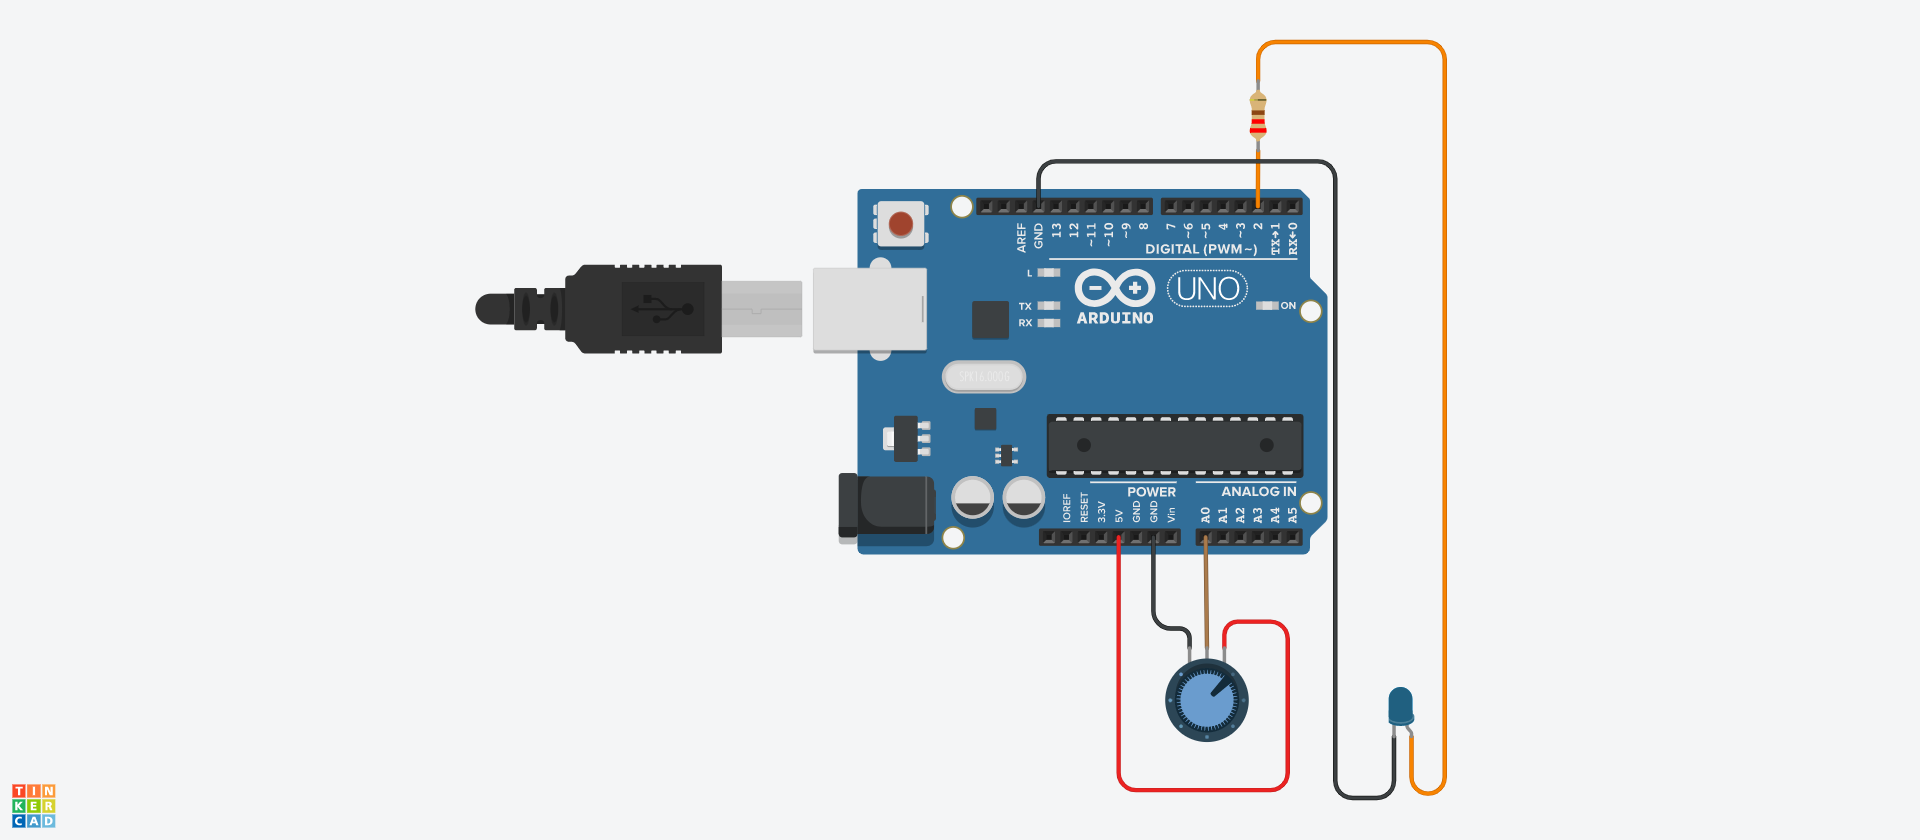 AREF
GND
13
12
~11
~10
~9
8
7
~6
~5
4
~3
2
TX→1
RX←0
DIGITAL (PWM~)
L
TX
RX
ARDUINO
UNO
ON
SPK16.000G
POWER
ANALOG IN
IOREF
RESET
3.3V
5V
GND
GND
Vin
A0
A1
A2
A3
A4
A5
TIN
KER
CAD